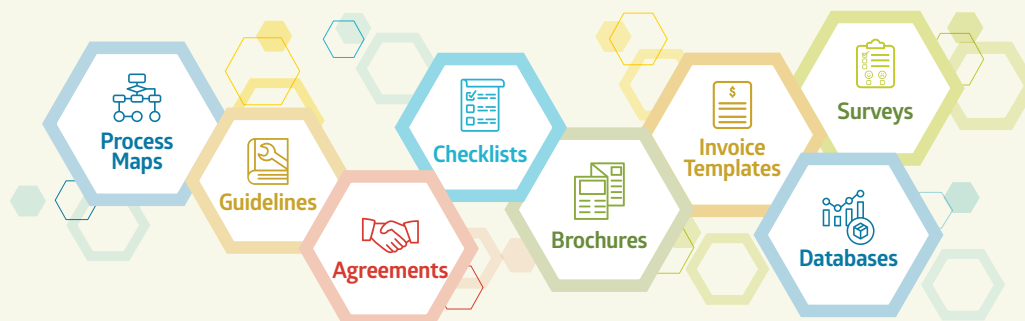 Process
Maps
Guidelines
Agreements
Checklists
Brochures
$
Invoice
Templates
Surveys
Databases